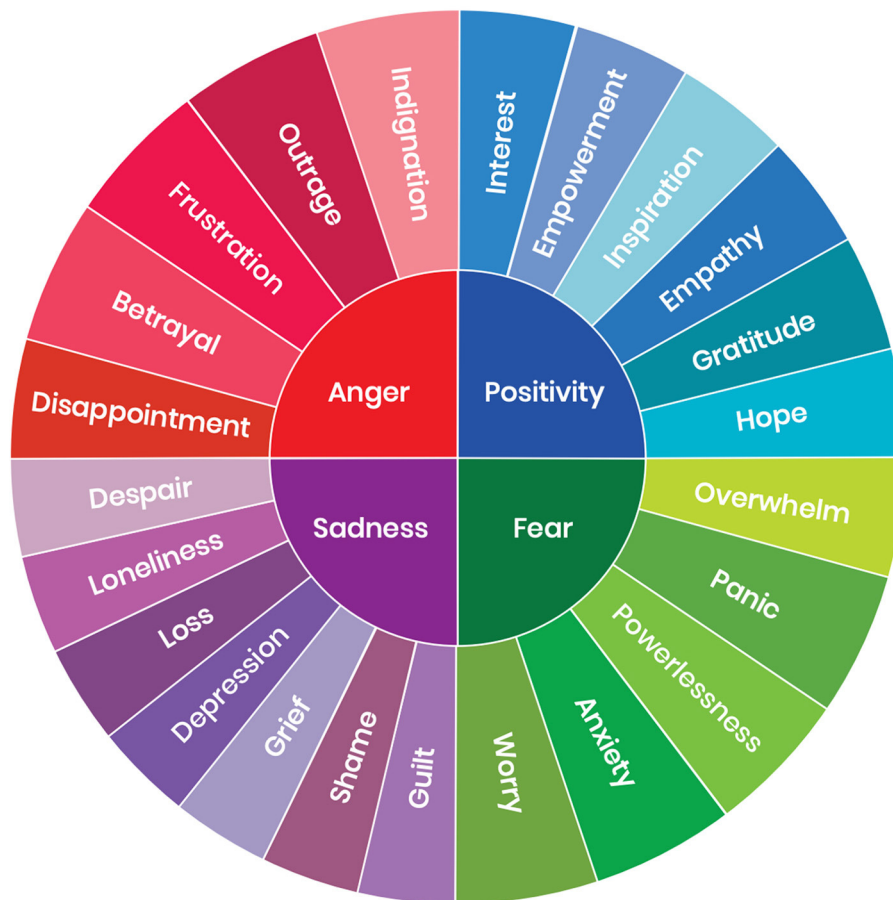 Anger
Positivity
Sadness
Fear
Interest
Empowerment
Inspiration
Empathy
Gratitude
Hope
Overwhelm
Panic
Powerlessness
Anxiety
Worry
Guilt
Shame
Grief
Depression
Loss
Loneliness
Despair
Disappointment
Betrayal
Frustration
Outrage
Indignation